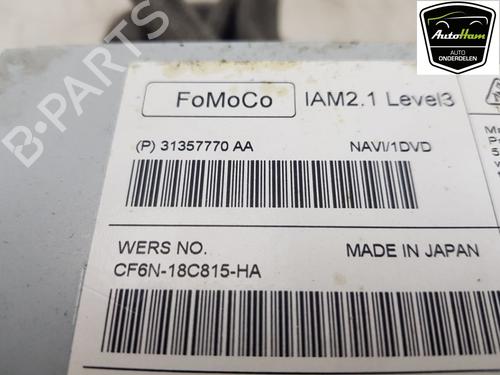 AutoHam
AUTO
ONDERDELEN
FoMoCo
IAM2.1 Level3
(P) 31357770 AA
NAVI/1DVD
WERS NO.
MADE IN JAPAN
CF6N-18C815-HA